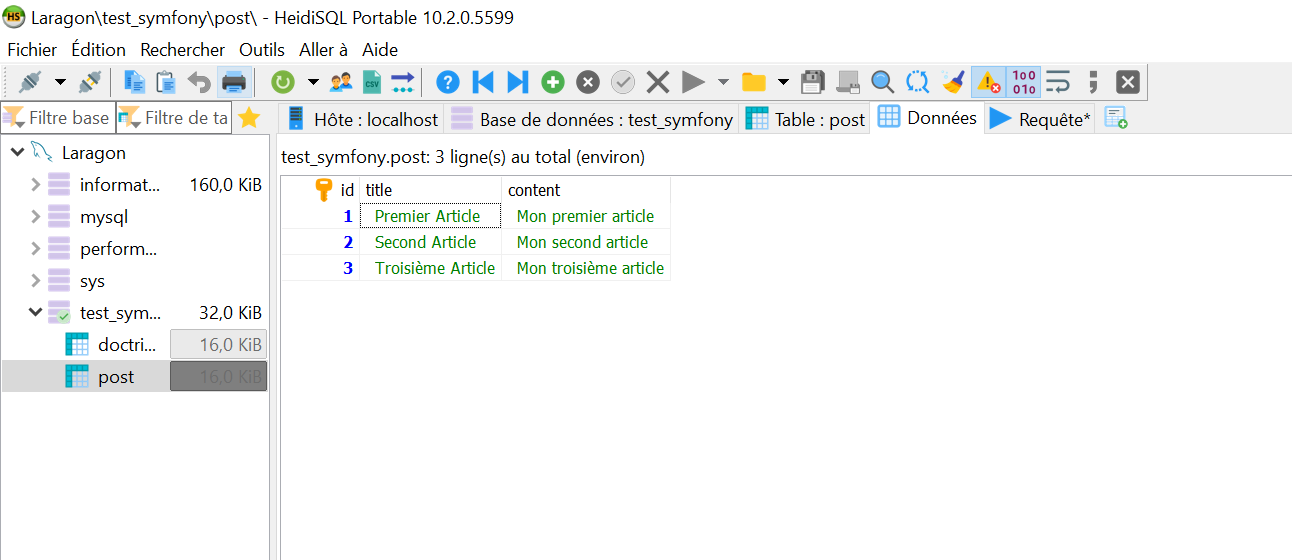 Laragon\test_symfony\post\ - HeidiSQL Portable 10.2.0.5599
Fichier Édition Rechercher Outils Aller à Aide
Filtre base Filtre de ta Hôte : localhost Base de données : test_symfony Table : post Données Requête*
Laragon
informat... 160,0 KiB
mysql
perform...
sys
test_sym... 32,0 KiB
doctri... 16,0 KiB
post 16,0 KiB
test_symfony.post: 3 ligne(s) au total (environ)
id title content
1 Premier Article Mon premier article
2 Second Article Mon second article
3 Troisième Article Mon troisième article